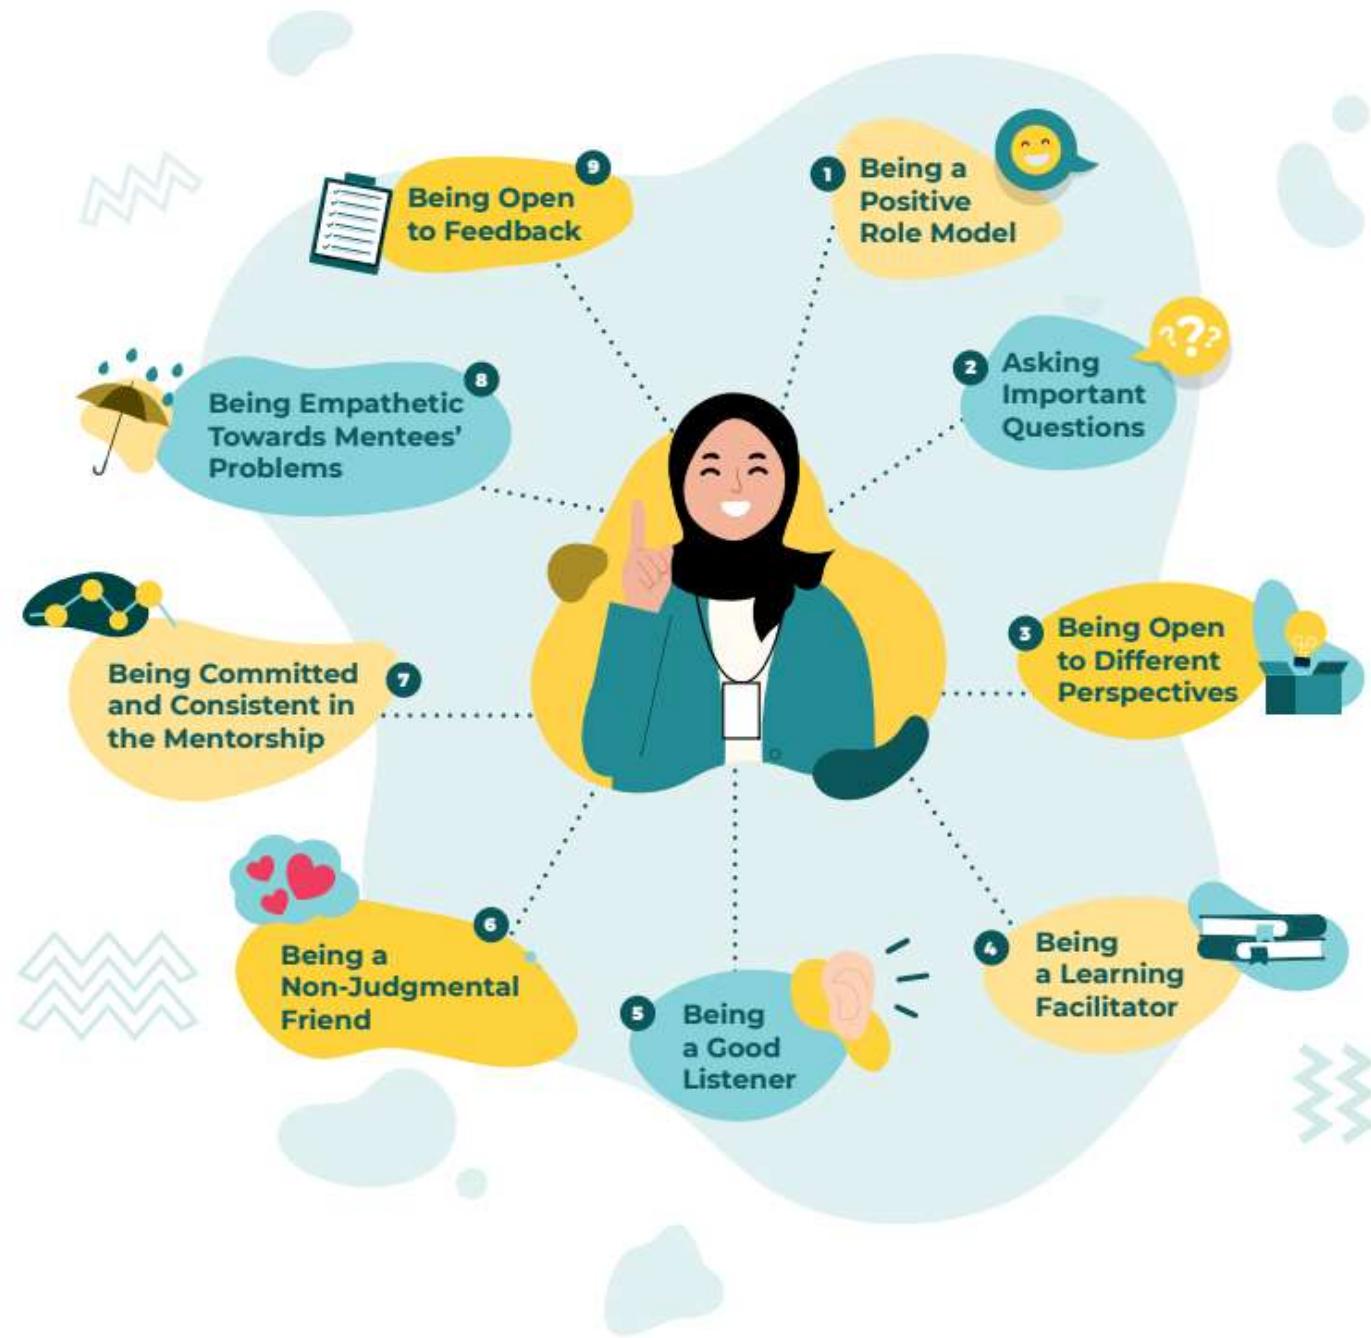 1
Being a
Positive
Role Model
???
2
Asking
Important
Questions
3
Being Open
to Different
Perspectives
4
Being
a Learning
Facilitator
5
Being
a Good
Listener
6
Being a
Non-Judgmental
Friend
7
Being Committed
and Consistent in
the Mentorship
8
Being Empathetic
Towards Mentees’
Problems
9
Being Open
to Feedback